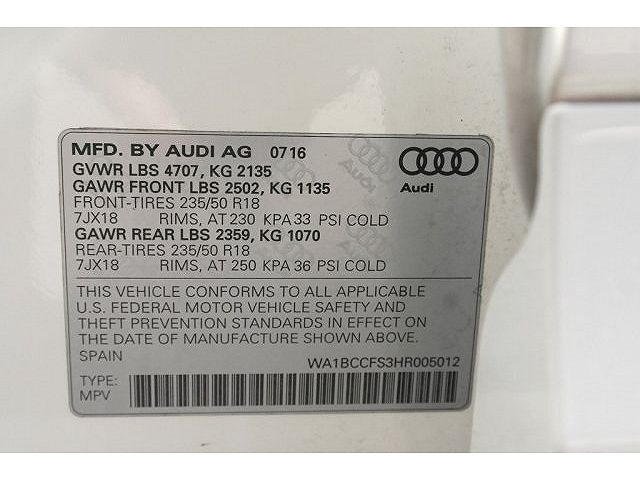 MFD. BY AUDI AG 0716
GVWR LBS 4707, KG 2135
GAWR FRONT LBS 2502, KG 1135
FRONT-TIRES 235/50 R18
7JX18 RIMS, AT 230 KPA 33 PSI COLD
GAWR REAR LBS 2359, KG 1070
REAR-TIRES 235/50 R18
7JX18 RIMS, AT 250 KPA 36 PSI COLD
Audi
THIS VEHICLE CONFORMS TO ALL APPLICABLE
U.S. FEDERAL MOTOR VEHICLE SAFETY AND
THEFT PREVENTION STANDARDS IN EFFECT ON
THE DATE OF MANUFACTURE SHOWN ABOVE.
SPAIN WA1BCCFS3HR005012
TYPE:
MPV